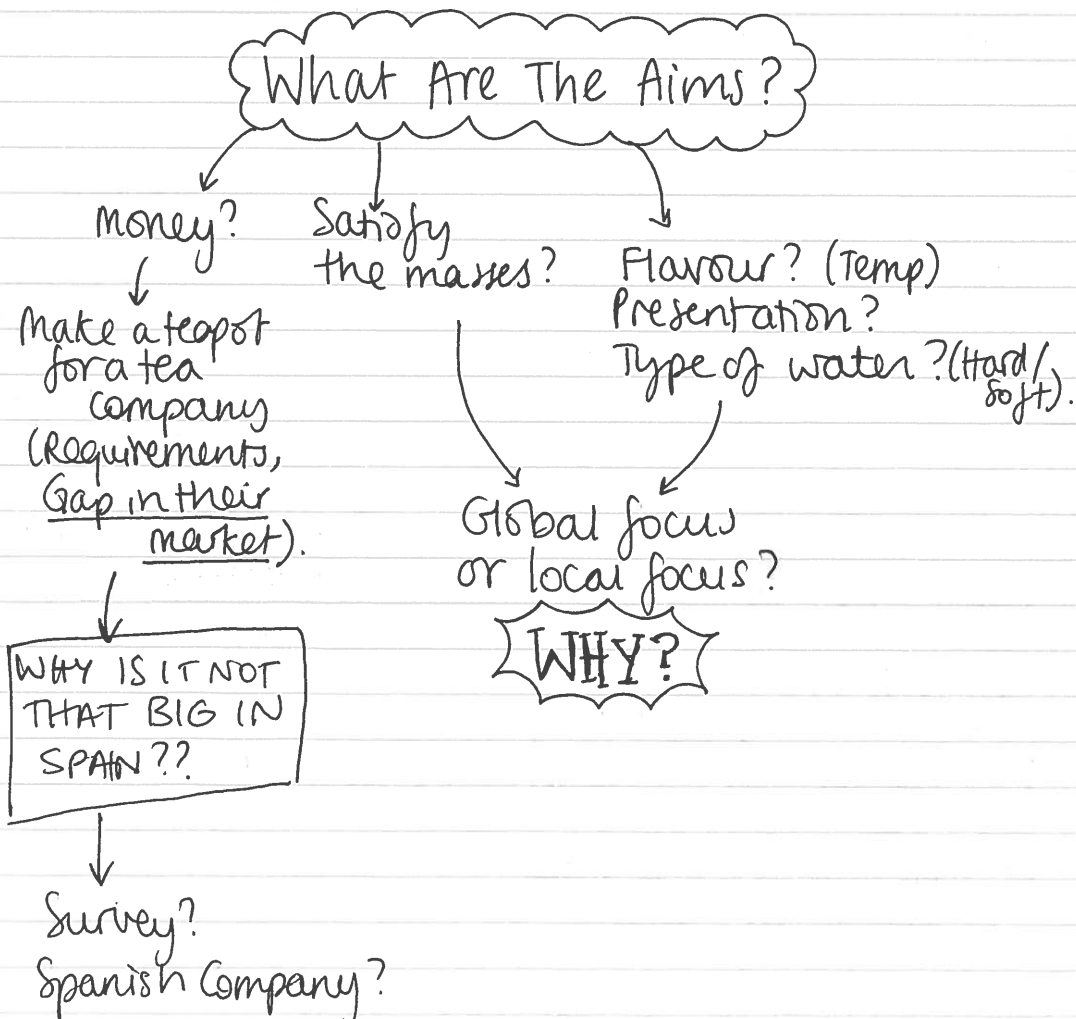 What Are The Aims?
Money?
Satisfy
the masses?
Flavour? (Temp)
Presentation?
Type of water? (Hard/
Soft).
Make a teapot
for a tea
company
(Requirements,
Gap in their
market).
Global focus
or local focus?
WHY?
WHY IS IT NOT
THAT BIG IN
SPAIN??
Survey?
Spanish Company?